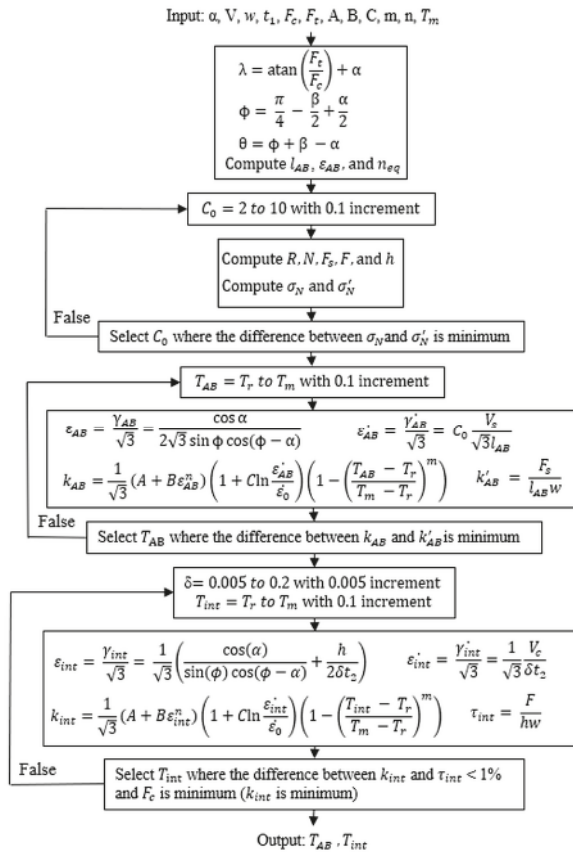 Input: α, V, w, t₁, F_c, F_t, A, B, C, m, n, T_m
λ = atan (F_t / F_c) + α
ϕ = π/4 − β/2 + α/2
θ = ϕ + β − α
Compute l_AB, ε_AB, and n_eq
C₀ = 2 to 10 with 0.1 increment
Compute R, N, F_s, F, and h
Compute σ_N and σ′_N
False
Select C₀ where the difference between σ_N and σ′_N is minimum
T_AB = T_r to T_m with 0.1 increment
ε_AB = γ_AB / √3 = cos α / (2√3 sin ϕ cos(ϕ − α))    ε̇_AB = γ̇_AB / √3 = C₀ V_s / (√3 l_AB)
k_AB = 1/√3 (A + Bε_AB^n) (1 + Cln ε̇_AB / ε̇₀) (1 − ((T_AB − T_r) / (T_m − T_r))^m)    k′_AB = F_s / (l_AB w)
False
Select T_AB where the difference between k_AB and k′_AB is minimum
δ= 0.005 to 0.2 with 0.005 increment
T_int = T_r to T_m with 0.1 increment
ε_int = γ_int / √3 = 1/√3 (cos(α) / (sin(ϕ) cos(ϕ − α)) + h / (2δt₂))    ε̇_int = γ̇_int / √3 = 1/√3 V_c / (δt₂)
k_int = 1/√3 (A + Bε_int^n) (1 + Cln ε̇_int / ε̇₀) (1 − ((T_int − T_r) / (T_m − T_r))^m)    τ_int = F / (hw)
False
Select T_int where the difference between k_int and τ_int < 1%
and F_c is minimum (k_int is minimum)
Output: T_AB , T_int